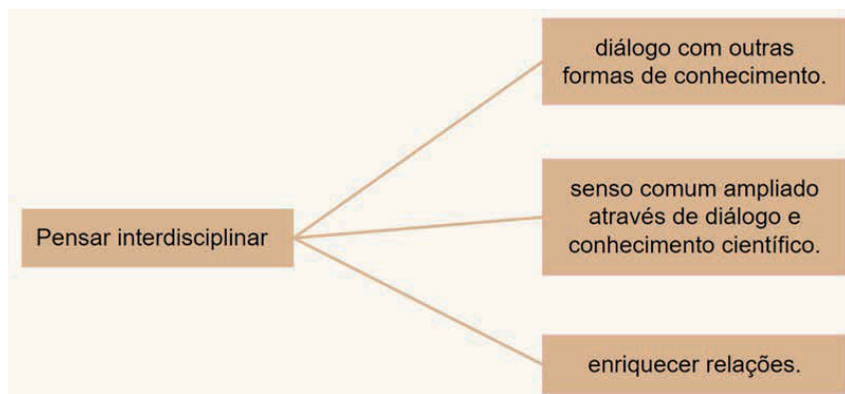 Pensar interdisciplinar
diálogo com outras
formas de conhecimento.
senso comum ampliado
através de diálogo e
conhecimento científico.
enriquecer relações.